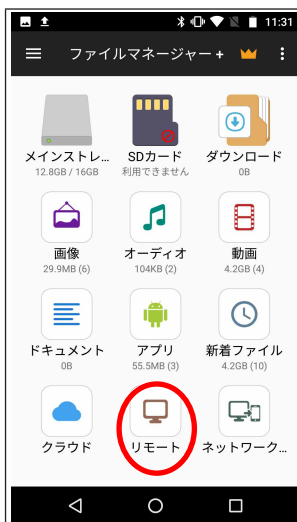 11:31
ファイルマネージャー +
メインストレ... SDカード ダウンロード
12.8GB / 16GB 利用できません 0B
画像 オーディオ 動画
29.9MB (6) 104KB (2) 4.2GB (4)
ドキュメント アプリ 新着ファイル
0B 55.5MB (3) 4.2GB (10)
クラウド リモート ネットワーク...